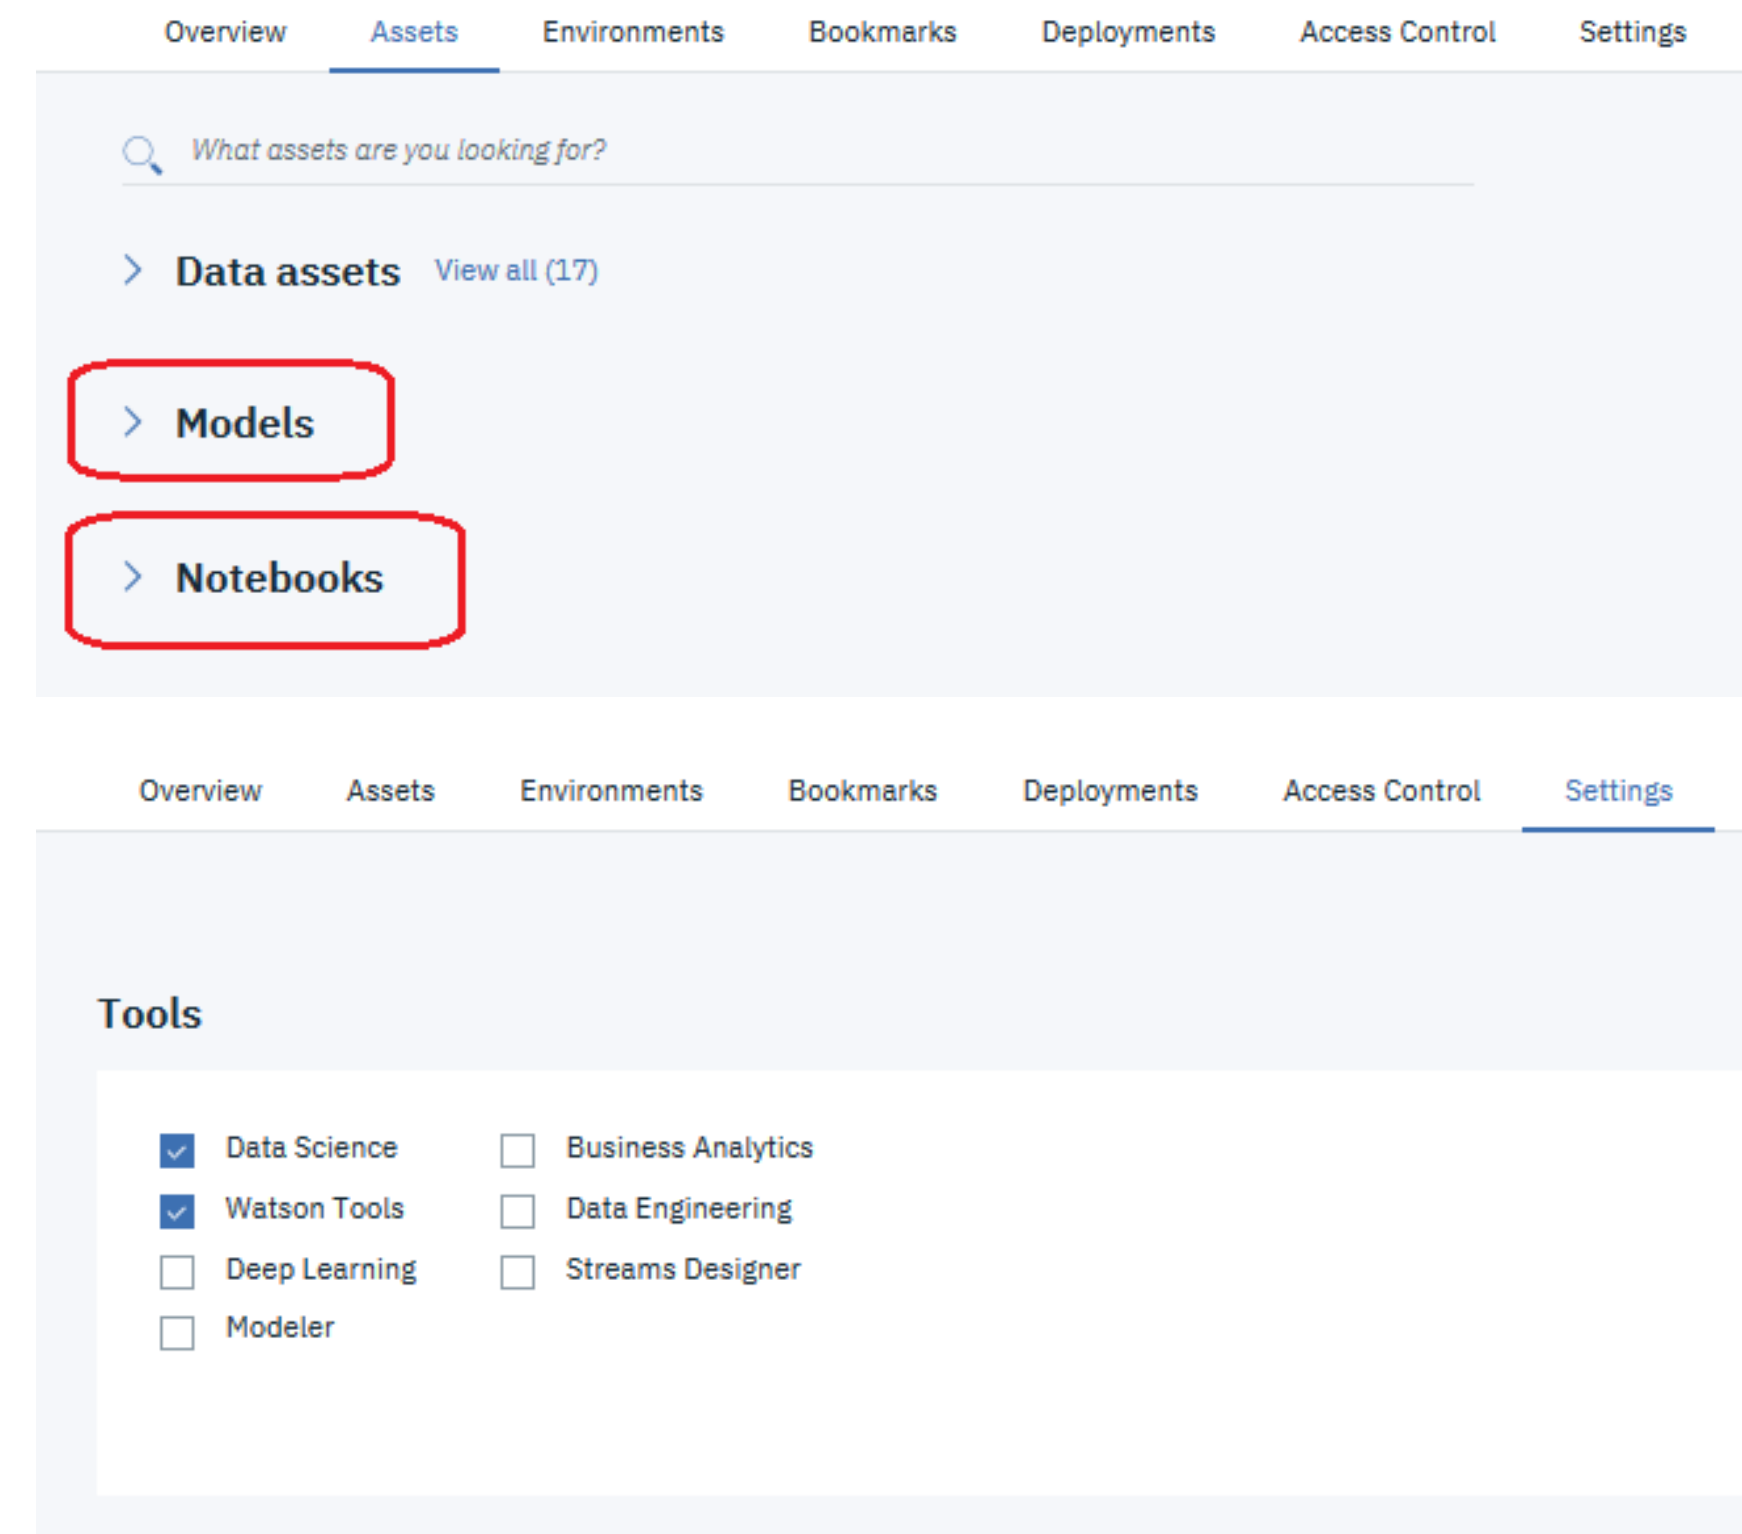 Overview Assets Environments Bookmarks Deployments Access Control Settings
What assets are you looking for?
Data assets View all (17)
Models
Notebooks
Overview Assets Environments Bookmarks Deployments Access Control Settings
Tools
Data Science Business Analytics
Watson Tools Data Engineering
Deep Learning Streams Designer
Modeler